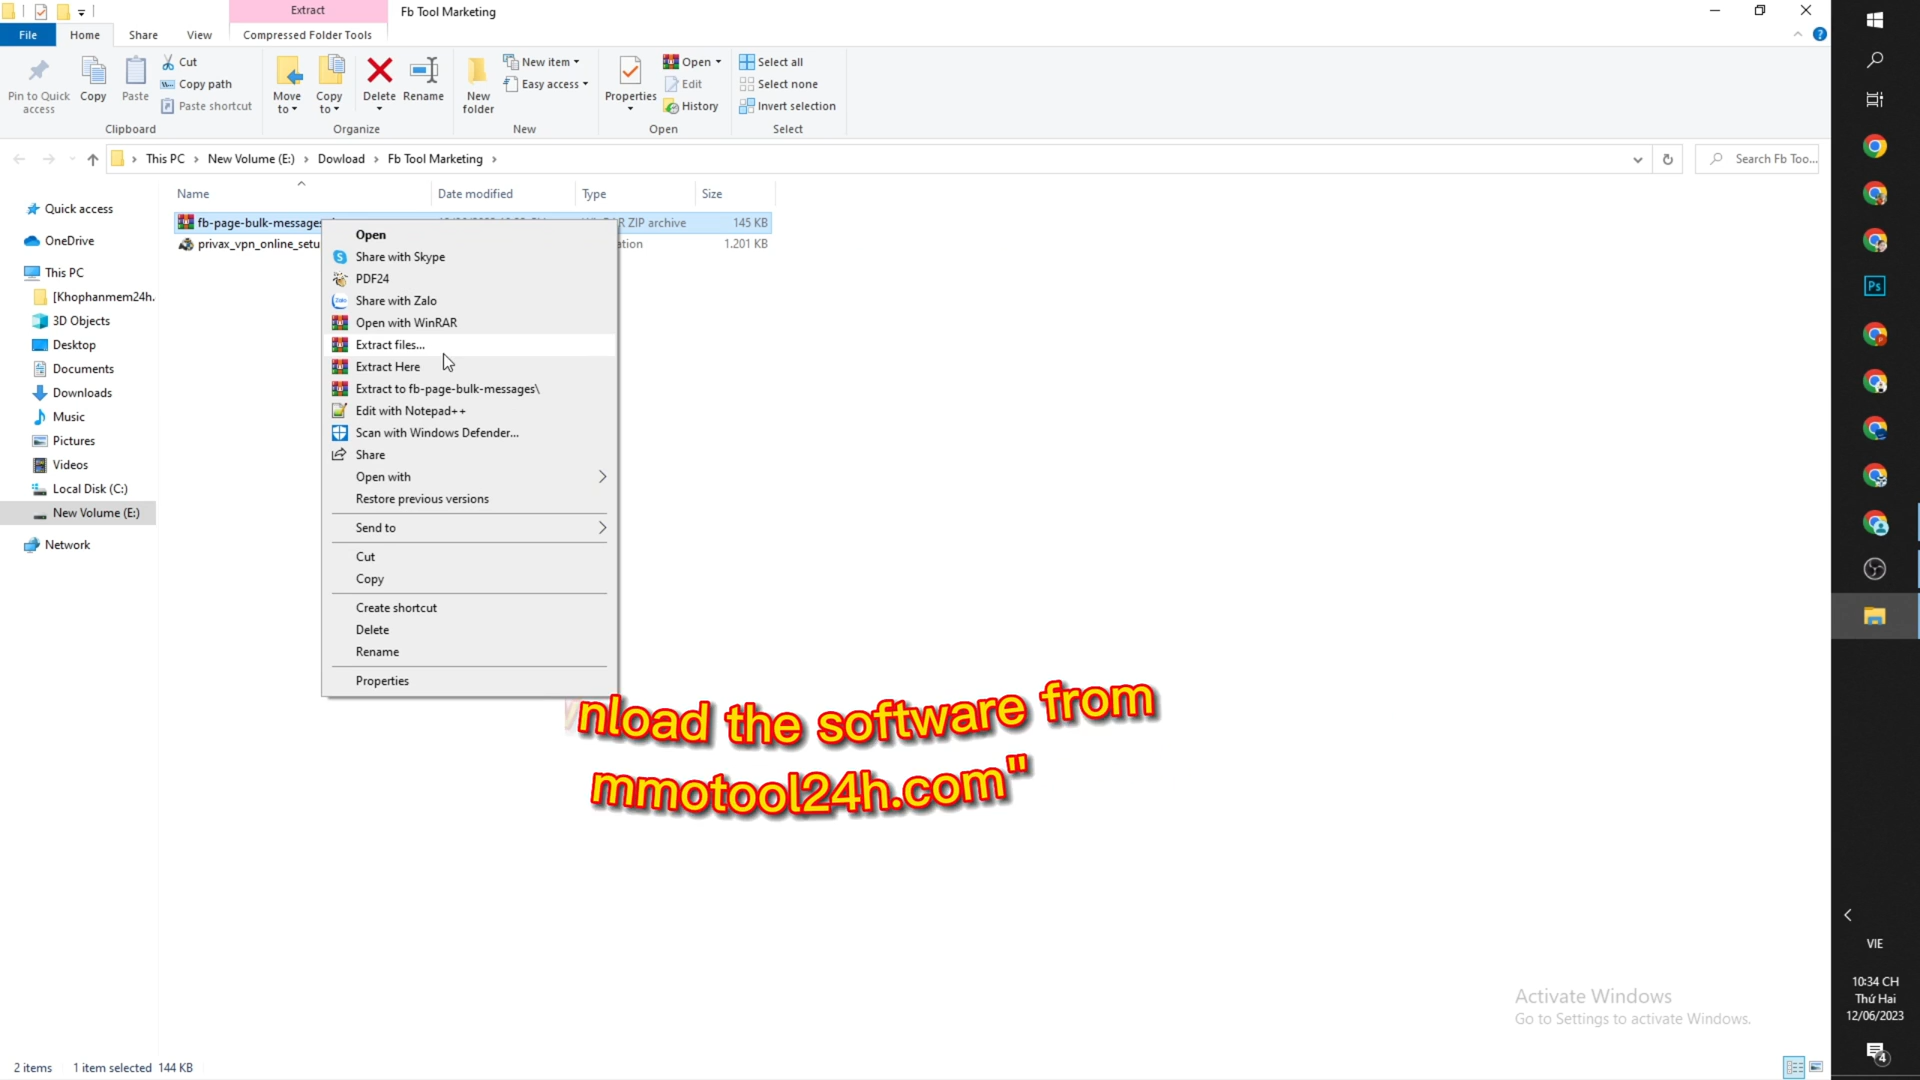 Extract
Fb Tool Marketing
File
Home
Share
View
Compressed Folder Tools
Pin to Quick access
Copy
Paste
Cut
Copy path
Paste shortcut
Clipboard
Move to
Copy to
Delete
Rename
Organize
New folder
New item
Easy access
New
Properties
Open
Edit
History
Open
Select all
Select none
Invert selection
Select
This PC
New Volume (E:)
Dowload
Fb Tool Marketing
Search Fb Too...
Name
Date modified
Type
Size
fb-page-bulk-messages
R ZIP archive
145 KB
privax_vpn_online_setu
ation
1.201 KB
Quick access
OneDrive
This PC
[Khophanmem24h.
3D Objects
Desktop
Documents
Downloads
Music
Pictures
Videos
Local Disk (C:)
New Volume (E:)
Network
Open
Share with Skype
PDF24
Share with Zalo
Open with WinRAR
Extract files...
Extract Here
Extract to fb-page-bulk-messages\
Edit with Notepad++
Scan with Windows Defender...
Share
Open with
Restore previous versions
Send to
Cut
Copy
Create shortcut
Delete
Rename
Properties
nload the software from
mmotool24h.com"
Activate Windows
Go to Settings to activate Windows.
Ps
VIE
10:34 CH
Thứ Hai
12/06/2023
4
2 items
1 item selected 144 KB